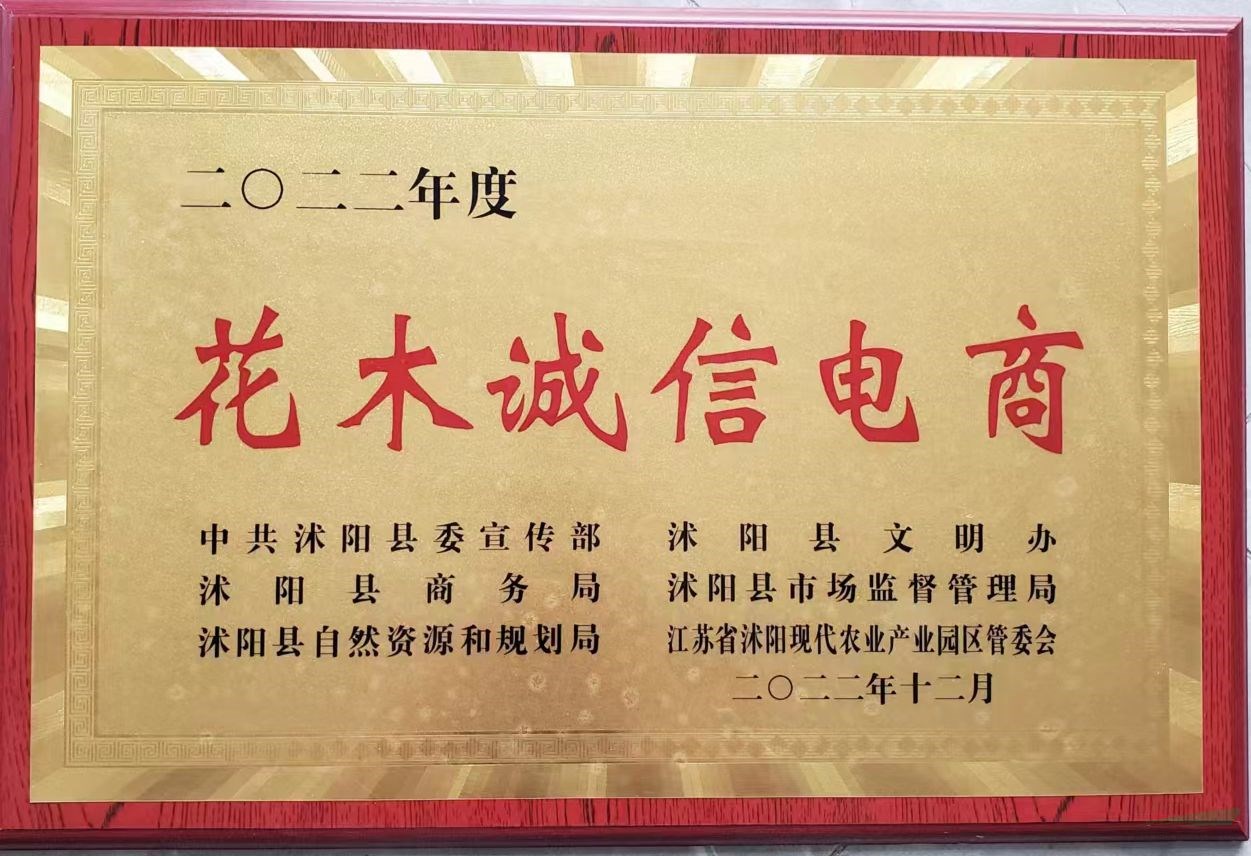 二〇二二年度
花木诚信电商
中共沭阳县委宣传部 沭阳县文明办
沭阳县商务局 沭阳县市场监督管理局
沭阳县自然资源和规划局 江苏省沭阳现代农业产业园区管委会
二〇二二年十二月